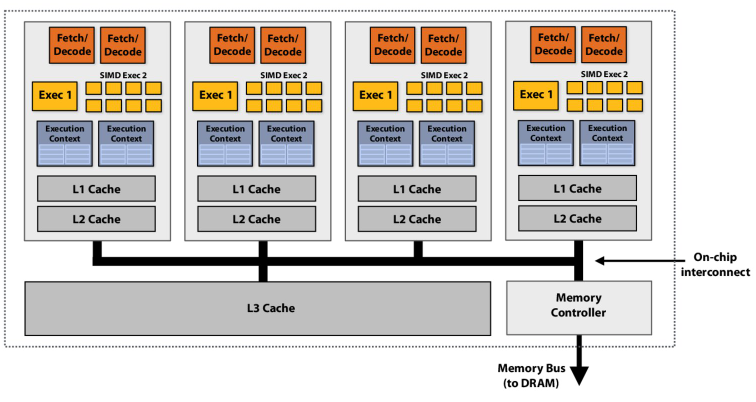 Fetch/
Decode
Fetch/
Decode
SIMD Exec 2
Exec 1
Execution
Context
Execution
Context
L1 Cache
L2 Cache
Fetch/
Decode
Fetch/
Decode
SIMD Exec 2
Exec 1
Execution
Context
Execution
Context
L1 Cache
L2 Cache
Fetch/
Decode
Fetch/
Decode
SIMD Exec 2
Exec 1
Execution
Context
Execution
Context
L1 Cache
L2 Cache
Fetch/
Decode
Fetch/
Decode
SIMD Exec 2
Exec 1
Execution
Context
Execution
Context
L1 Cache
L2 Cache
On-chip
interconnect
L3 Cache
Memory
Controller
Memory Bus
(to DRAM)